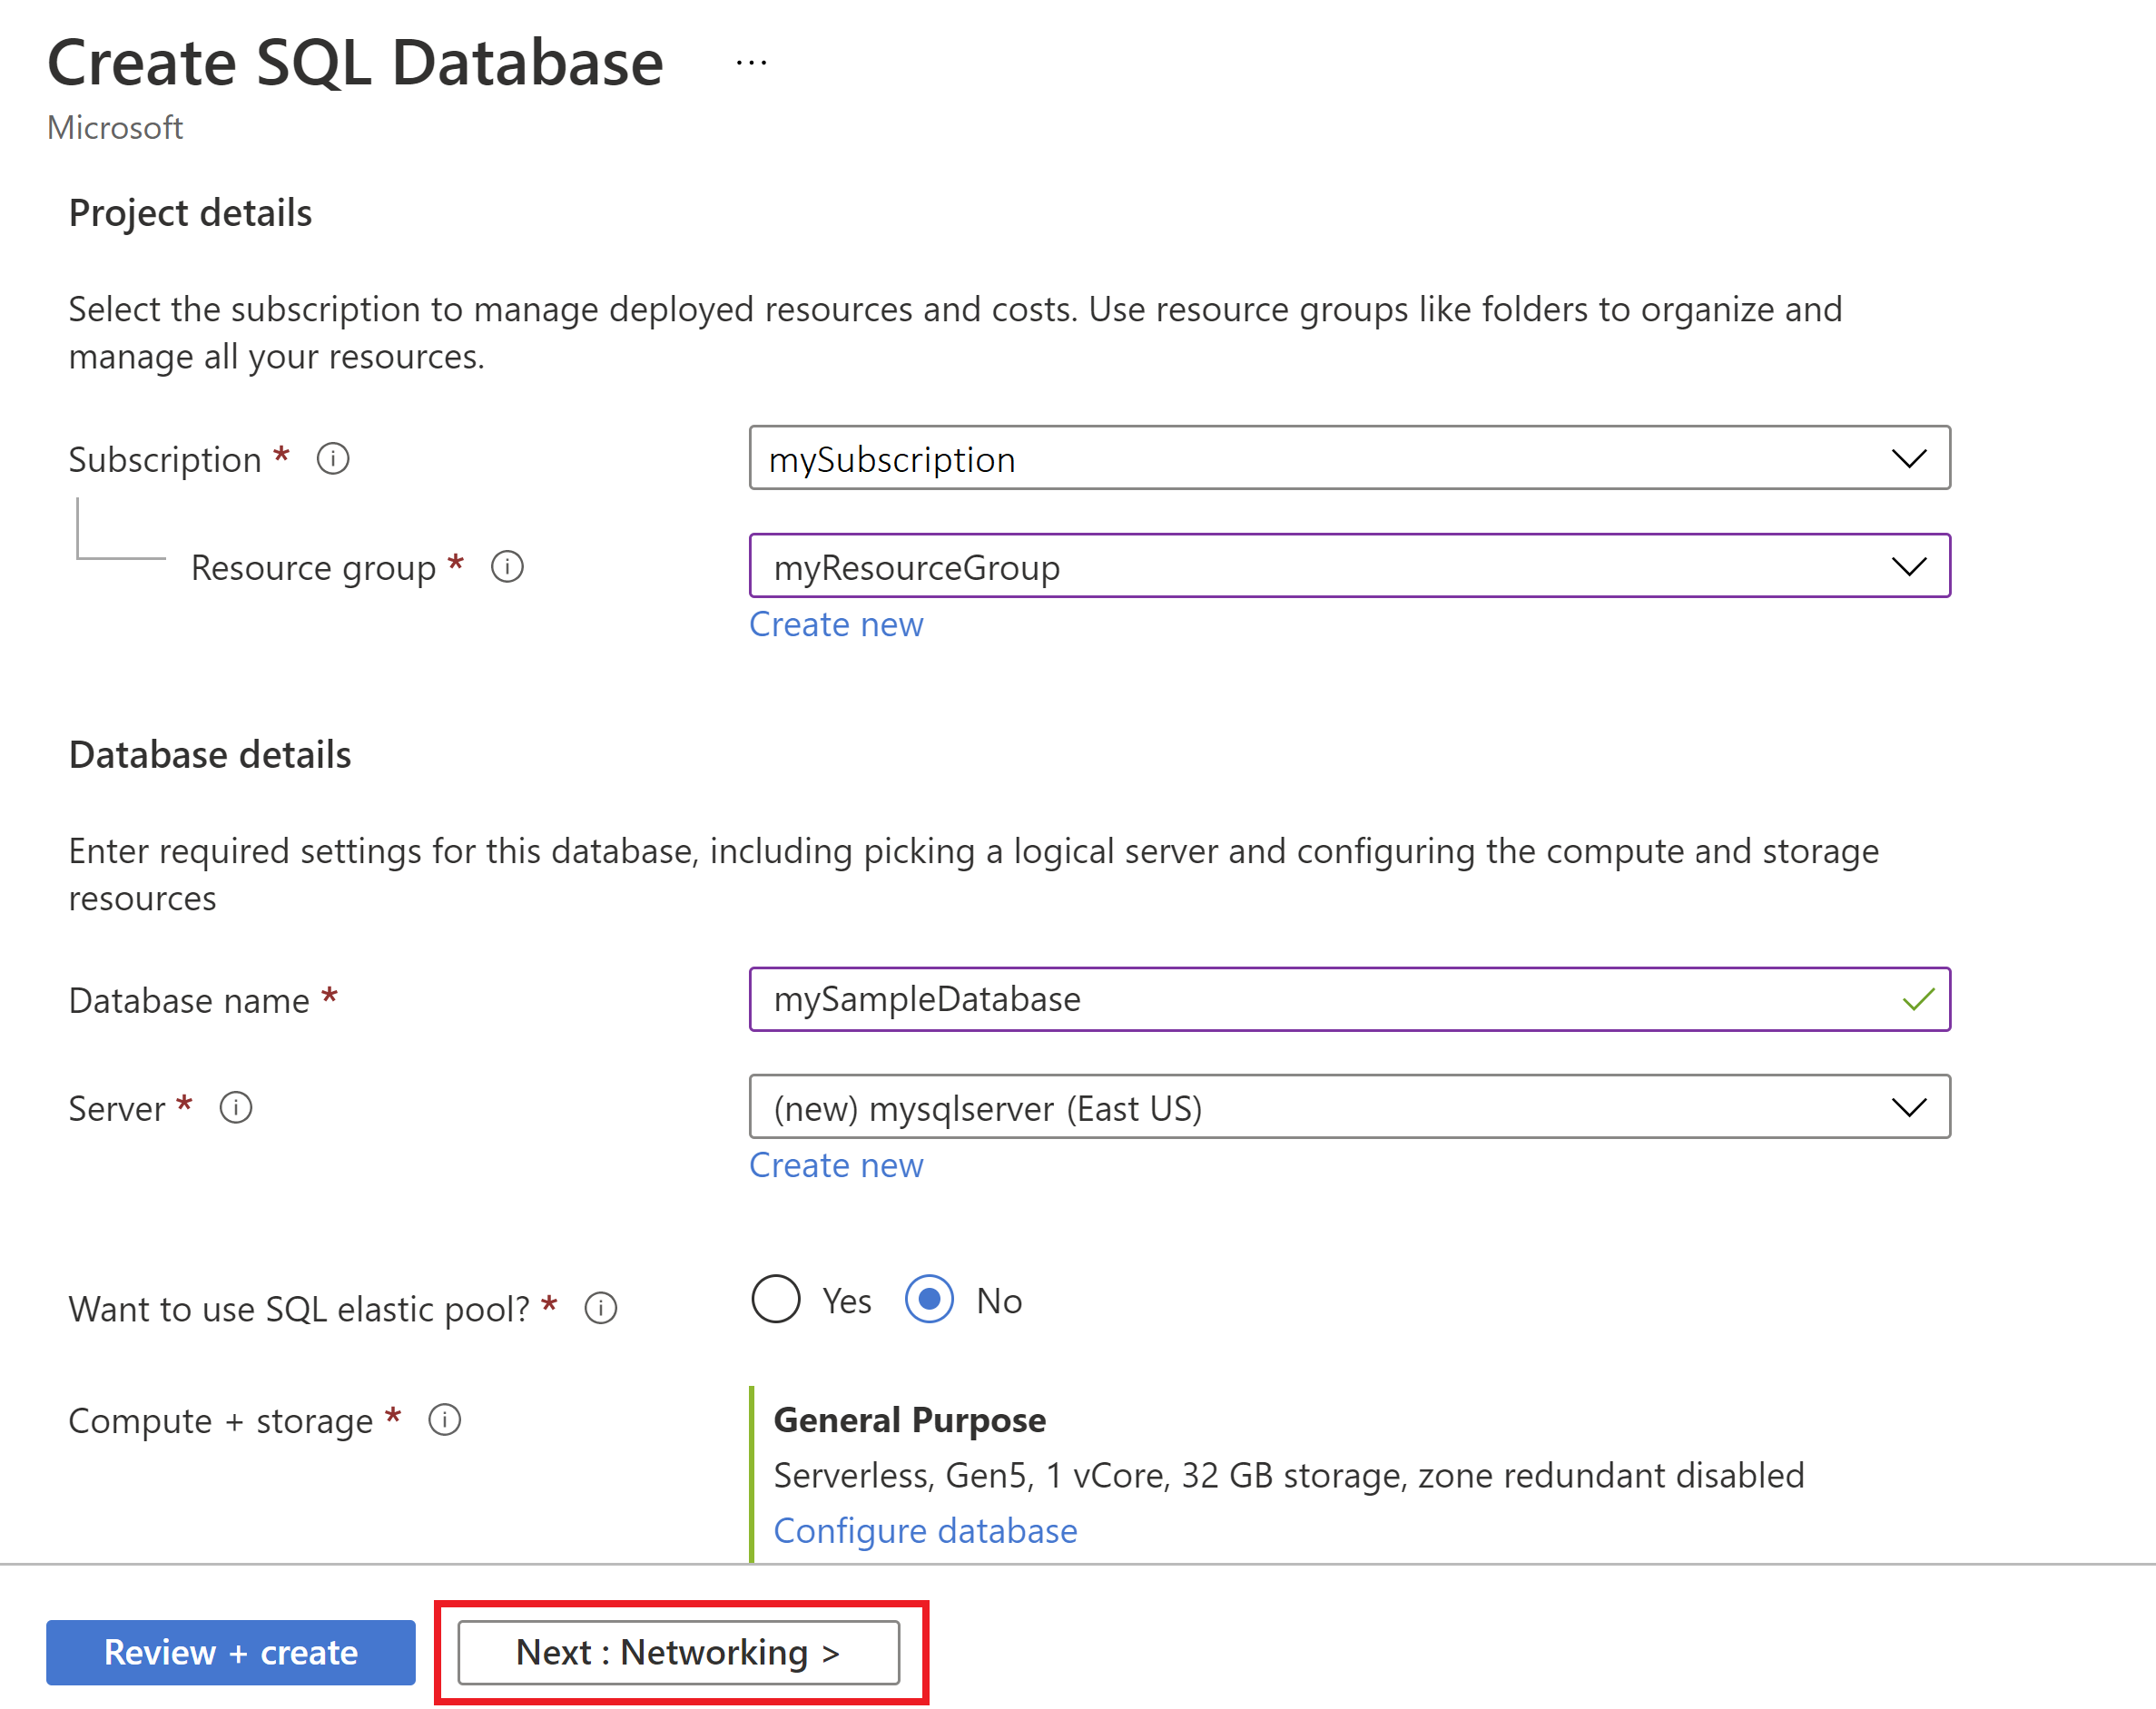 Create SQL Database ...
Microsoft
Project details
Select the subscription to manage deployed resources and costs. Use resource groups like folders to organize and
manage all your resources.
Subscription * mySubscription
Resource group * myResourceGroup
Create new
Database details
Enter required settings for this database, including picking a logical server and configuring the compute and storage
resources
Database name * mySampleDatabase
Server * (new) mysqlserver (East US)
Create new
Want to use SQL elastic pool? * Yes No
Compute + storage * General Purpose
Serverless, Gen5, 1 vCore, 32 GB storage, zone redundant disabled
Configure database
Review + create Next : Networking >